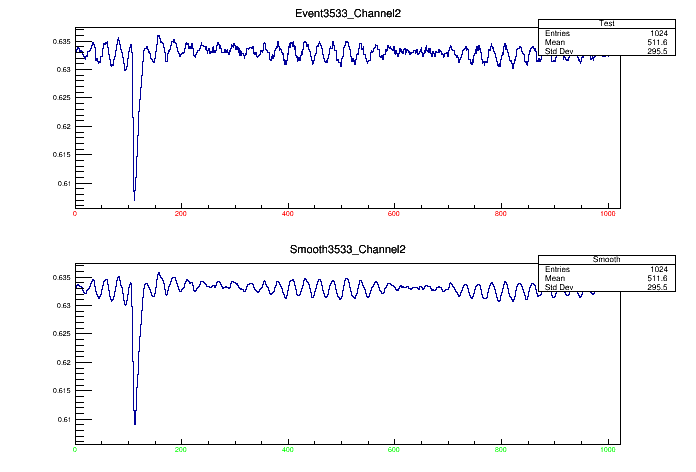 Event3533_Channel2
Test
Entries 1024
Mean 511.6
Std Dev 295.5
0.635
0.63
0.625
0.62
0.615
0.61
0 200 400 600 800 1000
Smooth3533_Channel2
Smooth
Entries 1024
Mean 511.6
Std Dev 295.5
0.635
0.63
0.625
0.62
0.615
0.61
0 200 400 600 800 1000